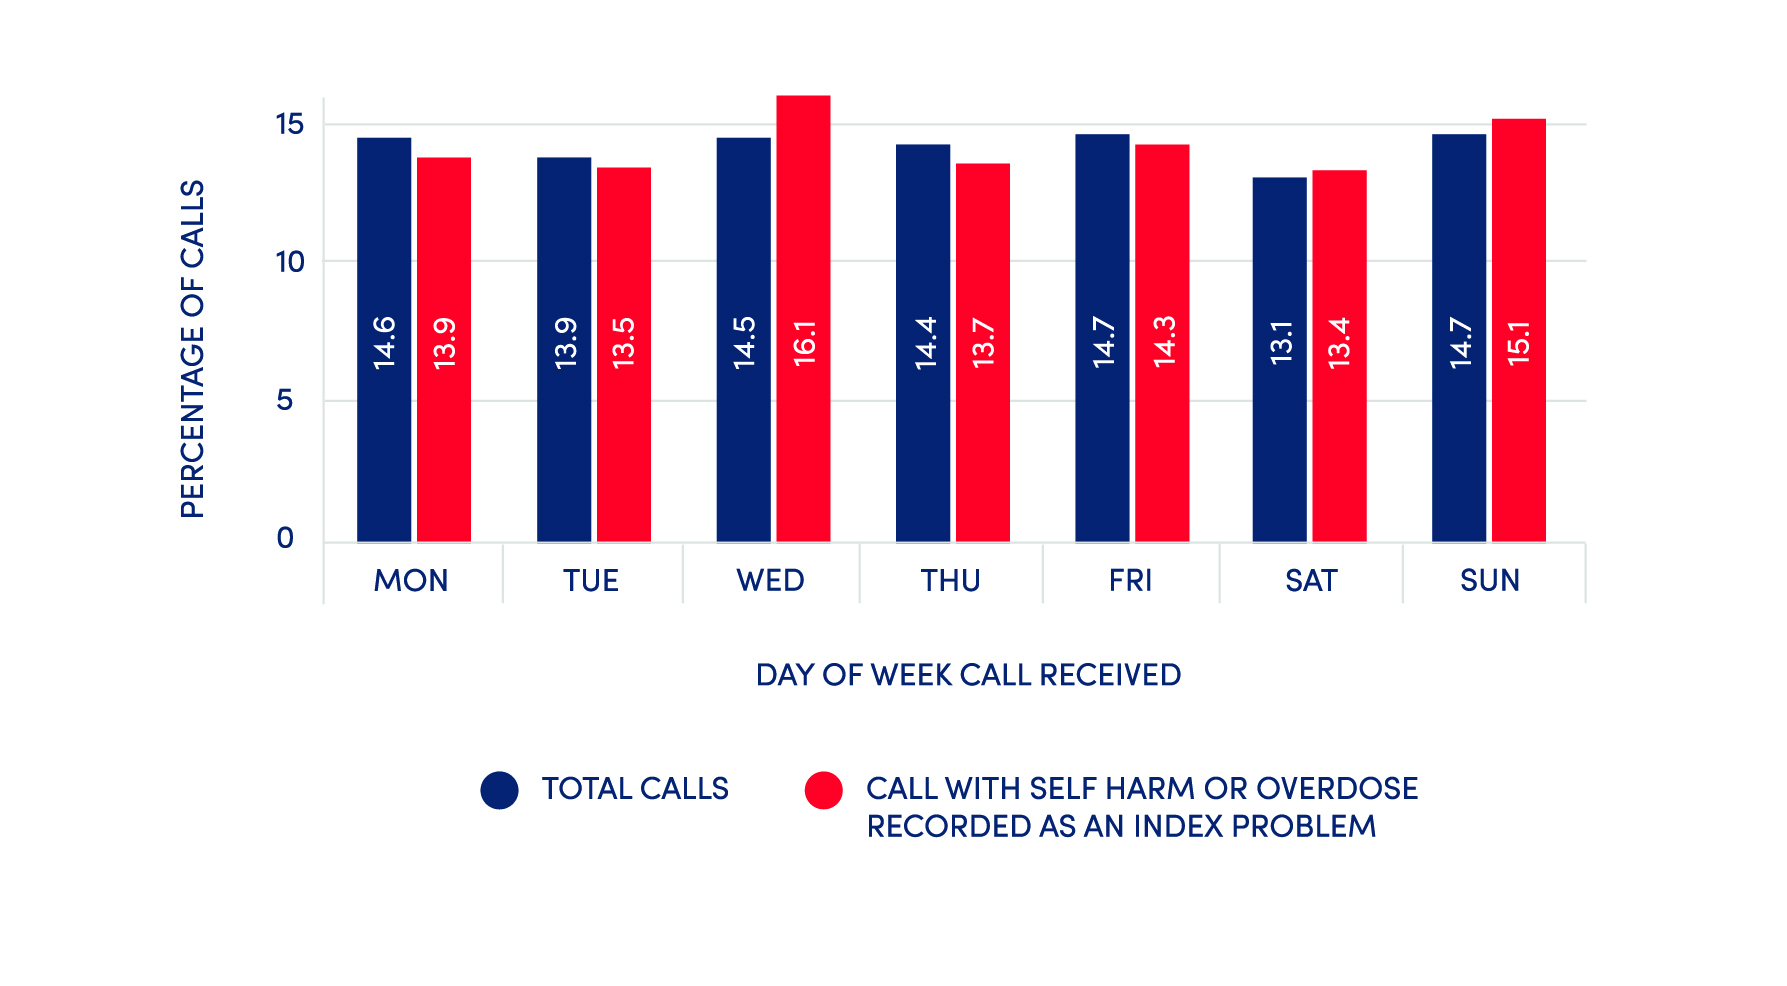 15
10
5
0
PERCENTAGE OF CALLS
14.6
13.9
13.9
13.5
14.5
16.1
14.4
13.7
14.7
14.3
13.1
13.4
14.7
15.1
MON
TUE
WED
THU
FRI
SAT
SUN
DAY OF WEEK CALL RECEIVED
TOTAL CALLS
CALL WITH SELF HARM OR OVERDOSE
RECORDED AS AN INDEX PROBLEM